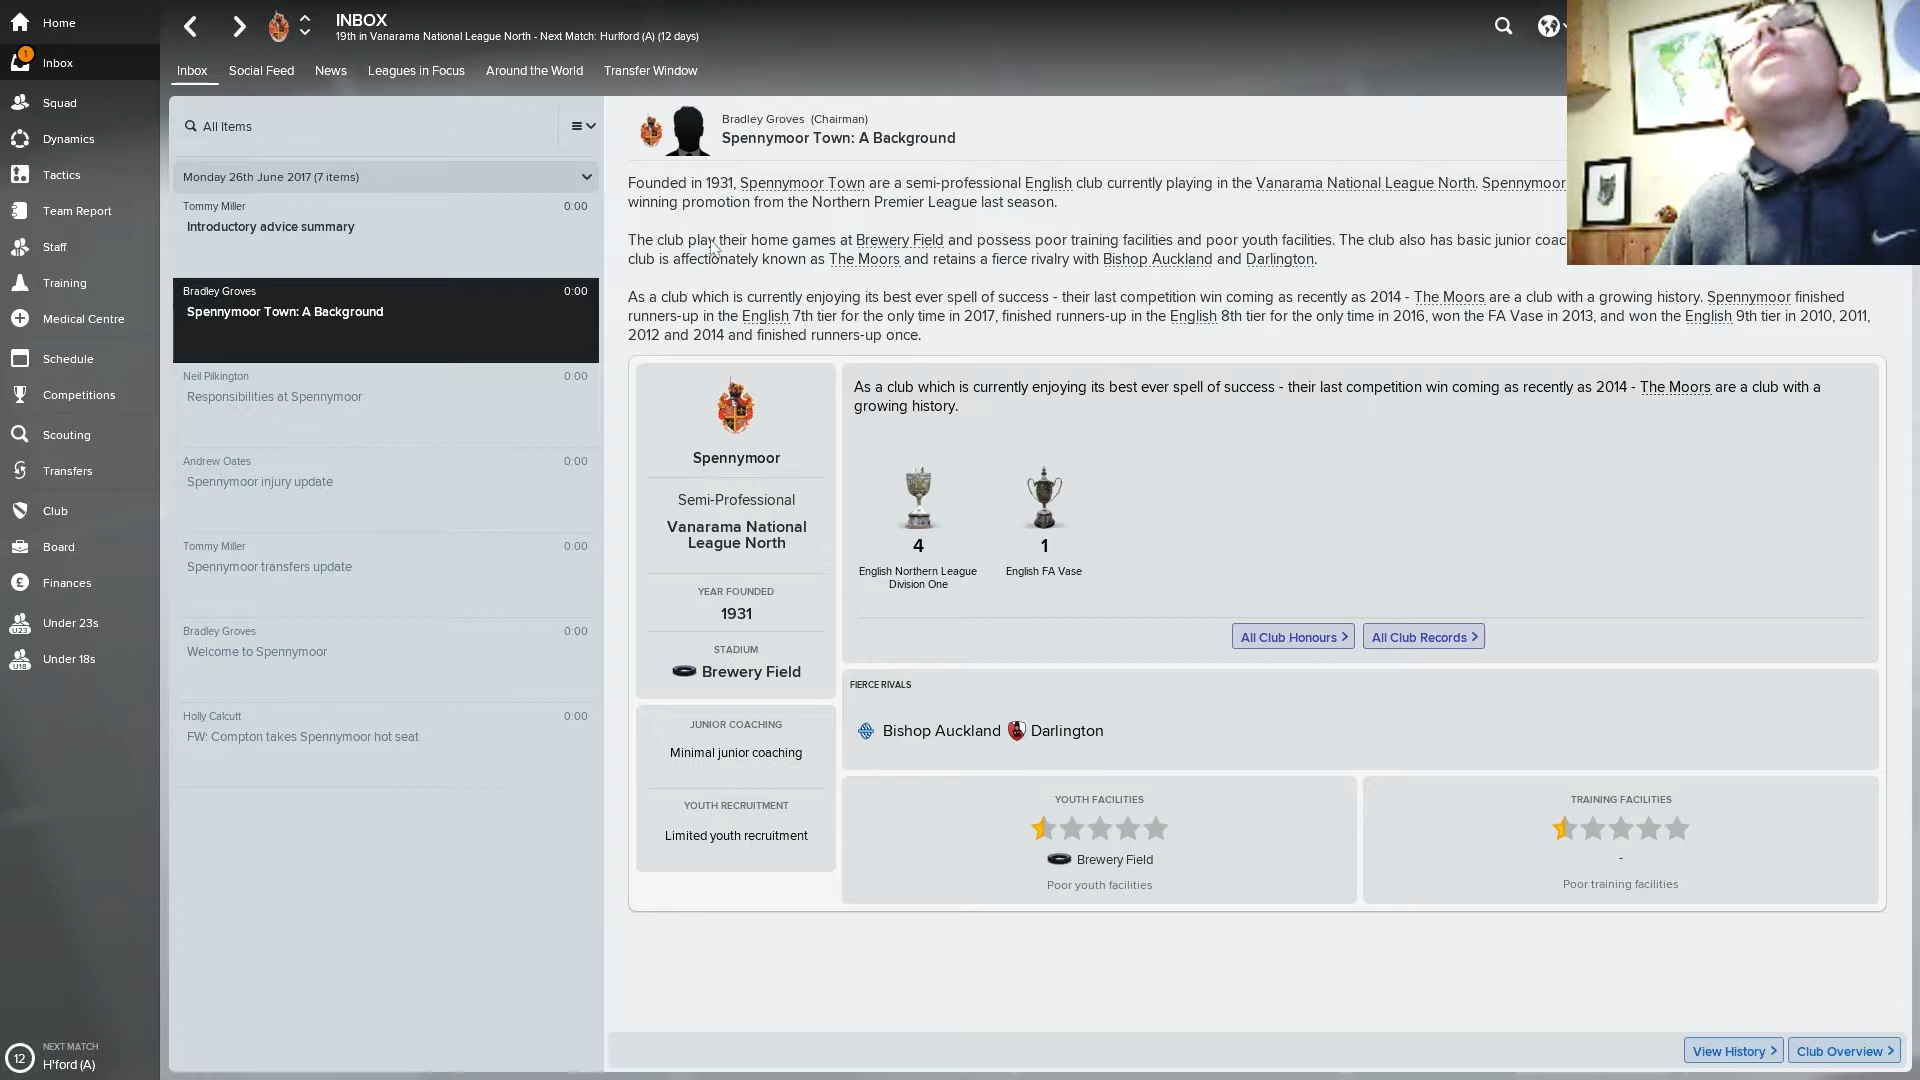 Home
INBOX
19th in Vanarama National League North - Next Match: Hurlford (A) (12 days)
1
Inbox
Inbox
Social Feed
News
Leagues in Focus
Around the World
Transfer Window
Squad
Dynamics
Tactics
Team Report
Staff
Training
Medical Centre
Schedule
Competitions
Scouting
Transfers
Club
Board
Finances
U23
Under 23s
U18
Under 18s
12
NEXT MATCH
H'ford (A)
All Items
Monday 26th June 2017 (7 items)
Tommy Miller 0:00
Introductory advice summary
Bradley Groves 0:00
Spennymoor Town: A Background
Neil Pilkington 0:00
Responsibilities at Spennymoor
Andrew Oates 0:00
Spennymoor injury update
Tommy Miller 0:00
Spennymoor transfers update
Bradley Groves 0:00
Welcome to Spennymoor
Holly Calcutt 0:00
FW: Compton takes Spennymoor hot seat
Bradley Groves (Chairman)
Spennymoor Town: A Background
Founded in 1931, Spennymoor Town are a semi-professional English club currently playing in the Vanarama National League North. Spennymoor
winning promotion from the Northern Premier League last season.
The club play their home games at Brewery Field and possess poor training facilities and poor youth facilities. The club also has basic junior coac
club is affectionately known as The Moors and retains a fierce rivalry with Bishop Auckland and Darlington.
As a club which is currently enjoying its best ever spell of success - their last competition win coming as recently as 2014 - The Moors are a club with a growing history. Spennymoor finished
runners-up in the English 7th tier for the only time in 2017, finished runners-up in the English 8th tier for the only time in 2016, won the FA Vase in 2013, and won the English 9th tier in 2010, 2011,
2012 and 2014 and finished runners-up once.
Spennymoor
Semi-Professional
Vanarama National
League North
YEAR FOUNDED
1931
STADIUM
Brewery Field
JUNIOR COACHING
Minimal junior coaching
YOUTH RECRUITMENT
Limited youth recruitment
As a club which is currently enjoying its best ever spell of success - their last competition win coming as recently as 2014 - The Moors are a club with a
growing history.
4
English Northern League
Division One
1
English FA Vase
All Club Honours
All Club Records
FIERCE RIVALS
Bishop Auckland
Darlington
YOUTH FACILITIES
Brewery Field
Poor youth facilities
TRAINING FACILITIES
-
Poor training facilities
View History
Club Overview